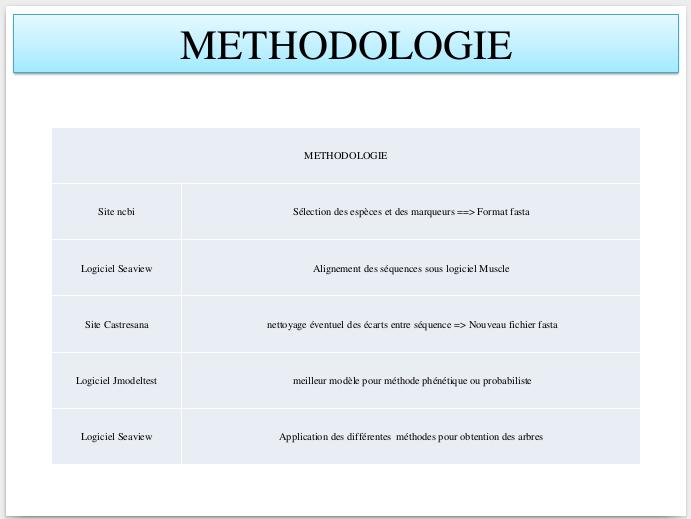 METHODOLOGIE
METHODOLOGIE
Site ncbi
Sélection des espèces et des marqueurs ==> Format fasta
Logiciel Seaview
Alignement des séquences sous logiciel Muscle
Site Castresana
nettoyage éventuel des écarts entre séquence => Nouveau fichier fasta
Logiciel Jmodeltest
meilleur modèle pour méthode phénétique ou probabiliste
Logiciel Seaview
Application des différentes  méthodes pour obtention des arbres